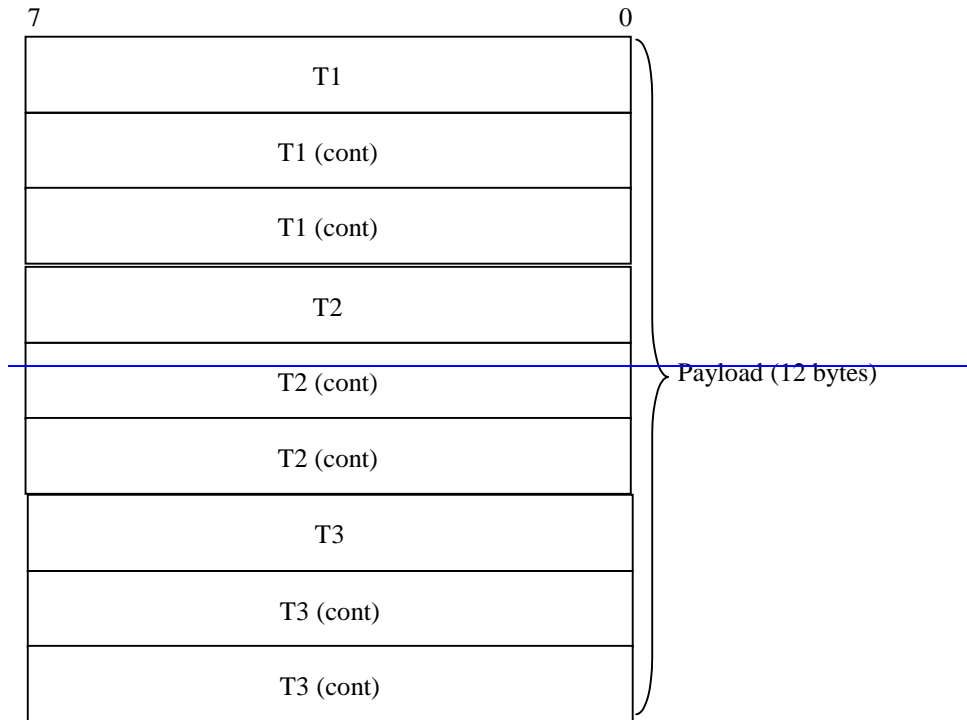 7 0
T1
T1 (cont)
T1 (cont)
T2
T2 (cont)
Payload (12 bytes)
T2 (cont)
T3
T3 (cont)
T3 (cont)